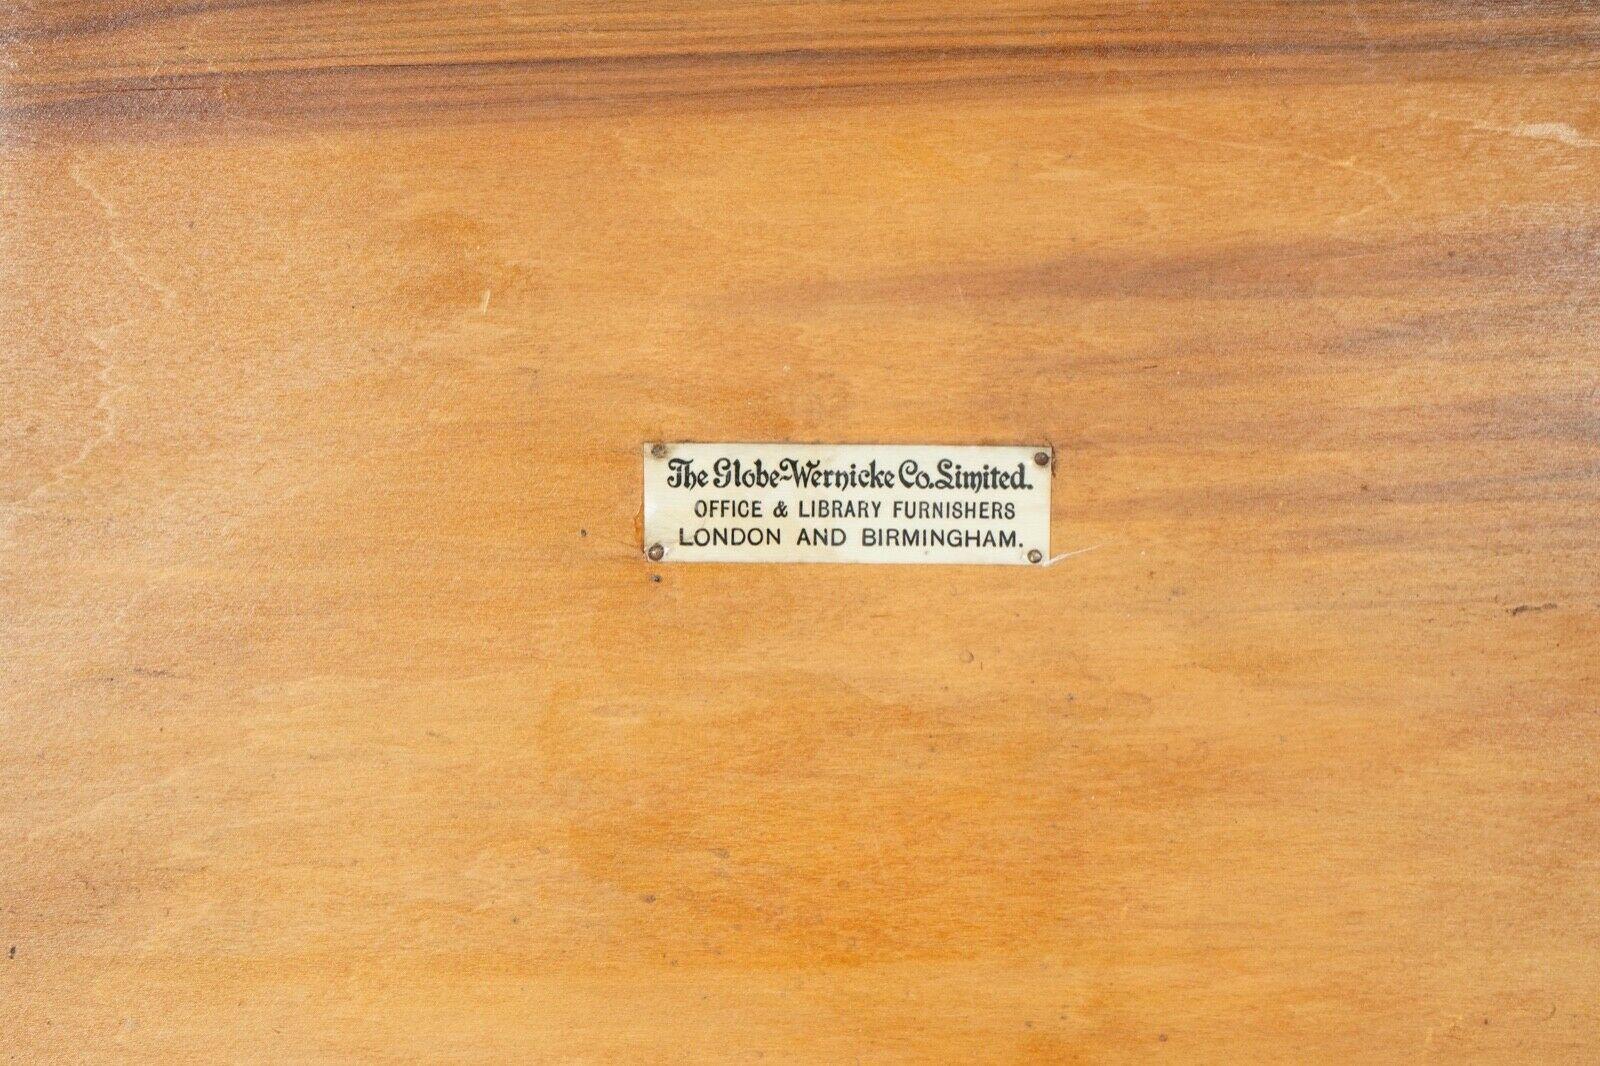 The Globe-Wernicke Co. Limited.
OFFICE & LIBRARY FURNISHERS
LONDON AND BIRMINGHAM.